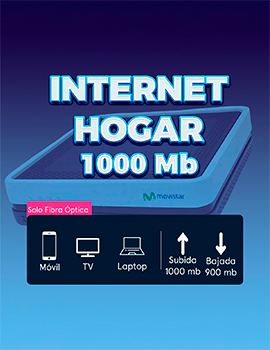 INTERNET
HOGAR
1000 Mb
movistar
Solo Fibra Óptica
Móvil
TV
Laptop
Subida
1000 mb
Bajada
900 mb